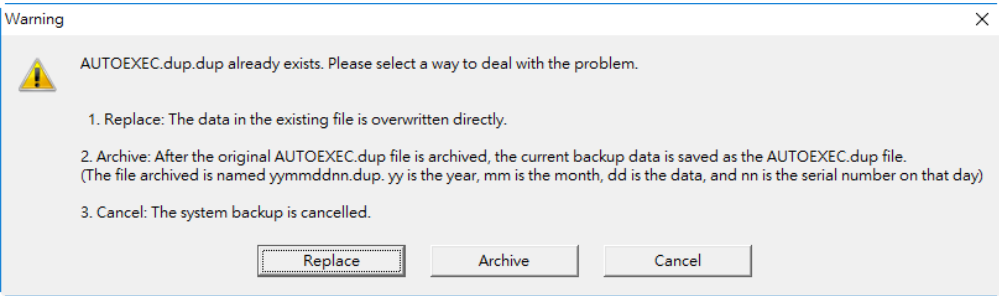 Warning
AUTOEXEC.dup.dup already exists. Please select a way to deal with the problem.
1. Replace: The data in the existing file is overwritten directly.
2. Archive: After the original AUTOEXEC.dup file is archived, the current backup data is saved as the AUTOEXEC.dup file.
(The file archived is named yymmddnn.dup. yy is the year, mm is the month, dd is the data, and nn is the serial number on that day)
3. Cancel: The system backup is cancelled.
Replace
Archive
Cancel